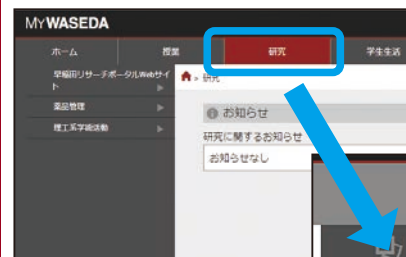 MyWASEDA
ホーム
授業
研究
学生生活
早稲田リサーチポータルWebサイ
ト
薬品管理
理工系学術活動
研究
お知らせ
研究に関するお知らせ
お知らせなし